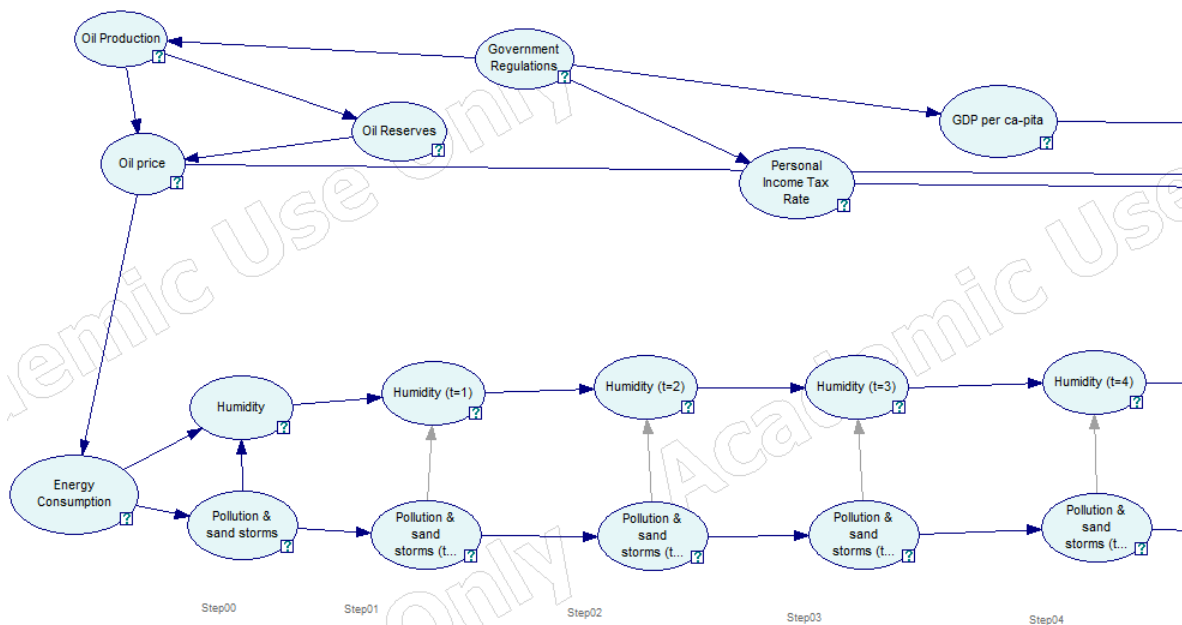 Oil Production
?
Government
Regulations
?
GDP per ca-pita
?
Oil Reserves
?
Oil price
?
Personal
Income Tax
Rate
?
Humidity
?
Humidity (t=1)
?
Humidity (t=2)
?
Humidity (t=3)
?
Humidity (t=4)
?
Energy
Consumption
?
Pollution &
sand storms
?
Pollution &
sand
storms (t...
?
Pollution &
sand
storms (t...
?
Pollution &
sand
storms (t...
?
Pollution &
sand
storms (t...
?
Step00
Step01
Step02
Step03
Step04
demic Use Only
Academic Use
Only